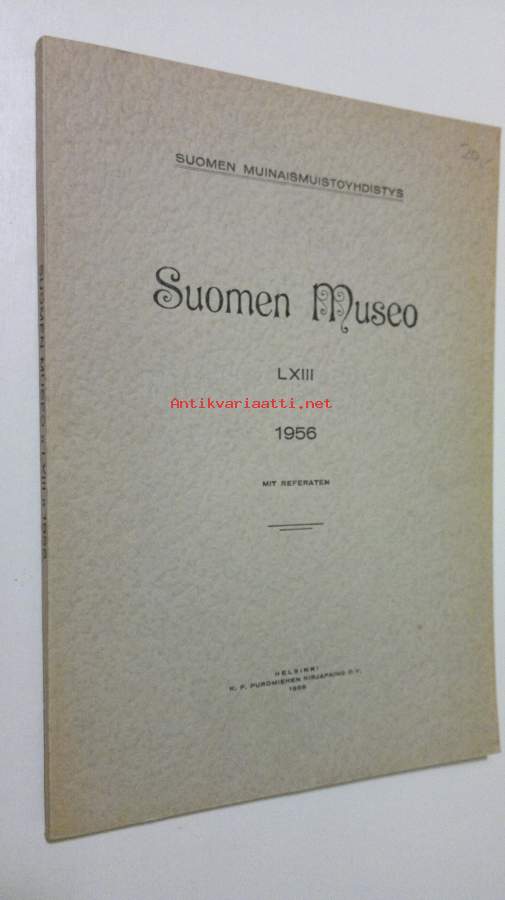 SUOMEN MUINAISMUISTOYHDISTYS
Suomen Museo
LXIII
Antikvariaatti.net
1956
MIT REFERATEN
HELSINKI
K. F. PUROMIEHEN KIRJAPAINO O.Y.
1956